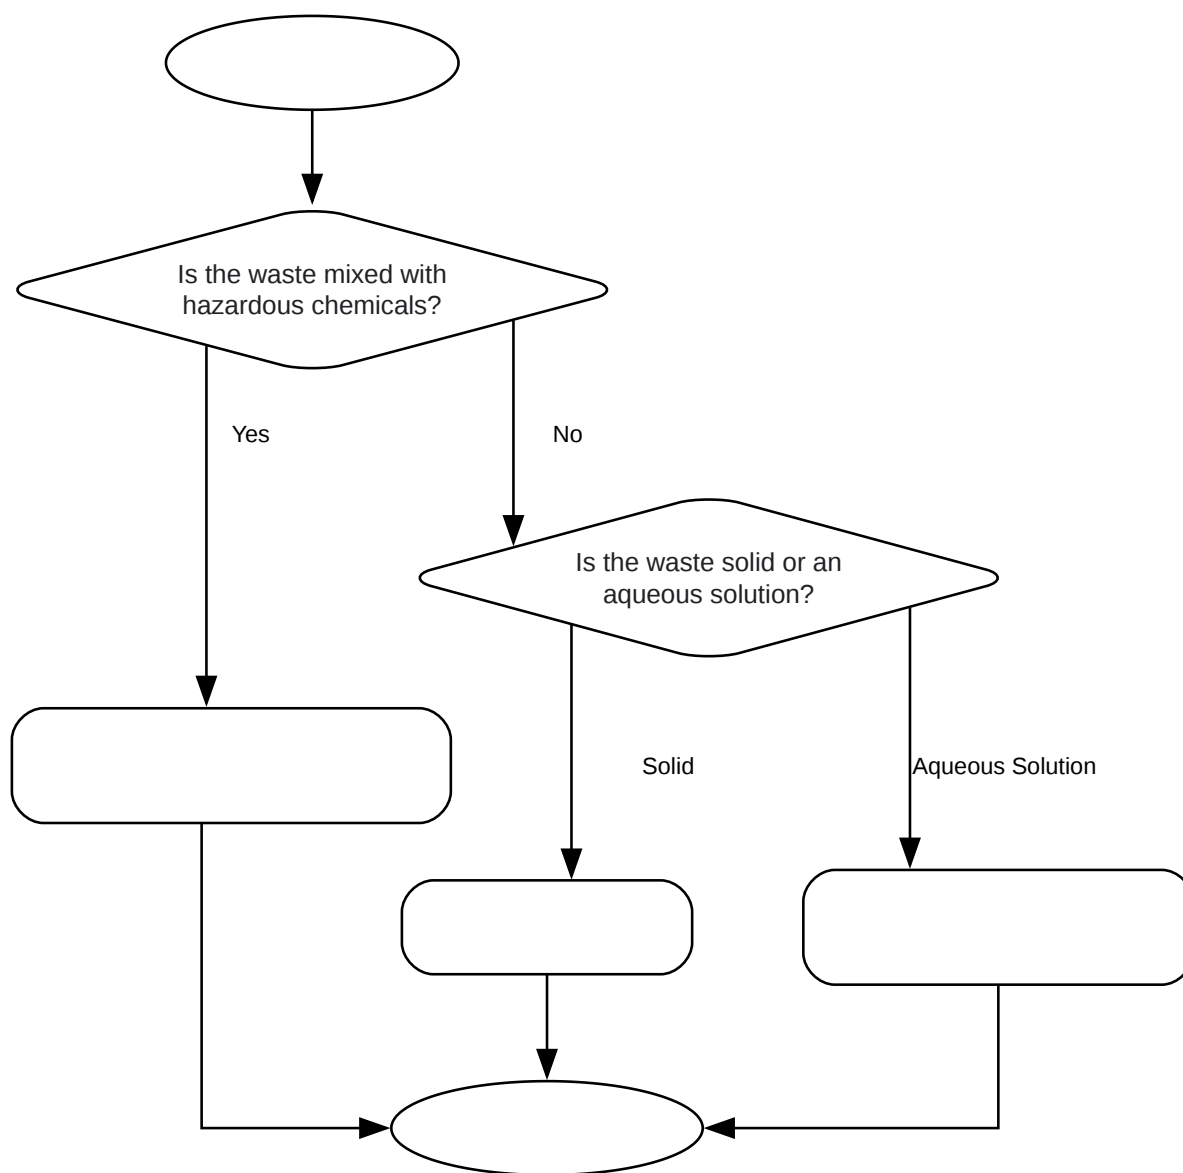 Is the waste mixed with
hazardous chemicals?
Yes
No
Is the waste solid or an
aqueous solution?
Solid
Aqueous Solution